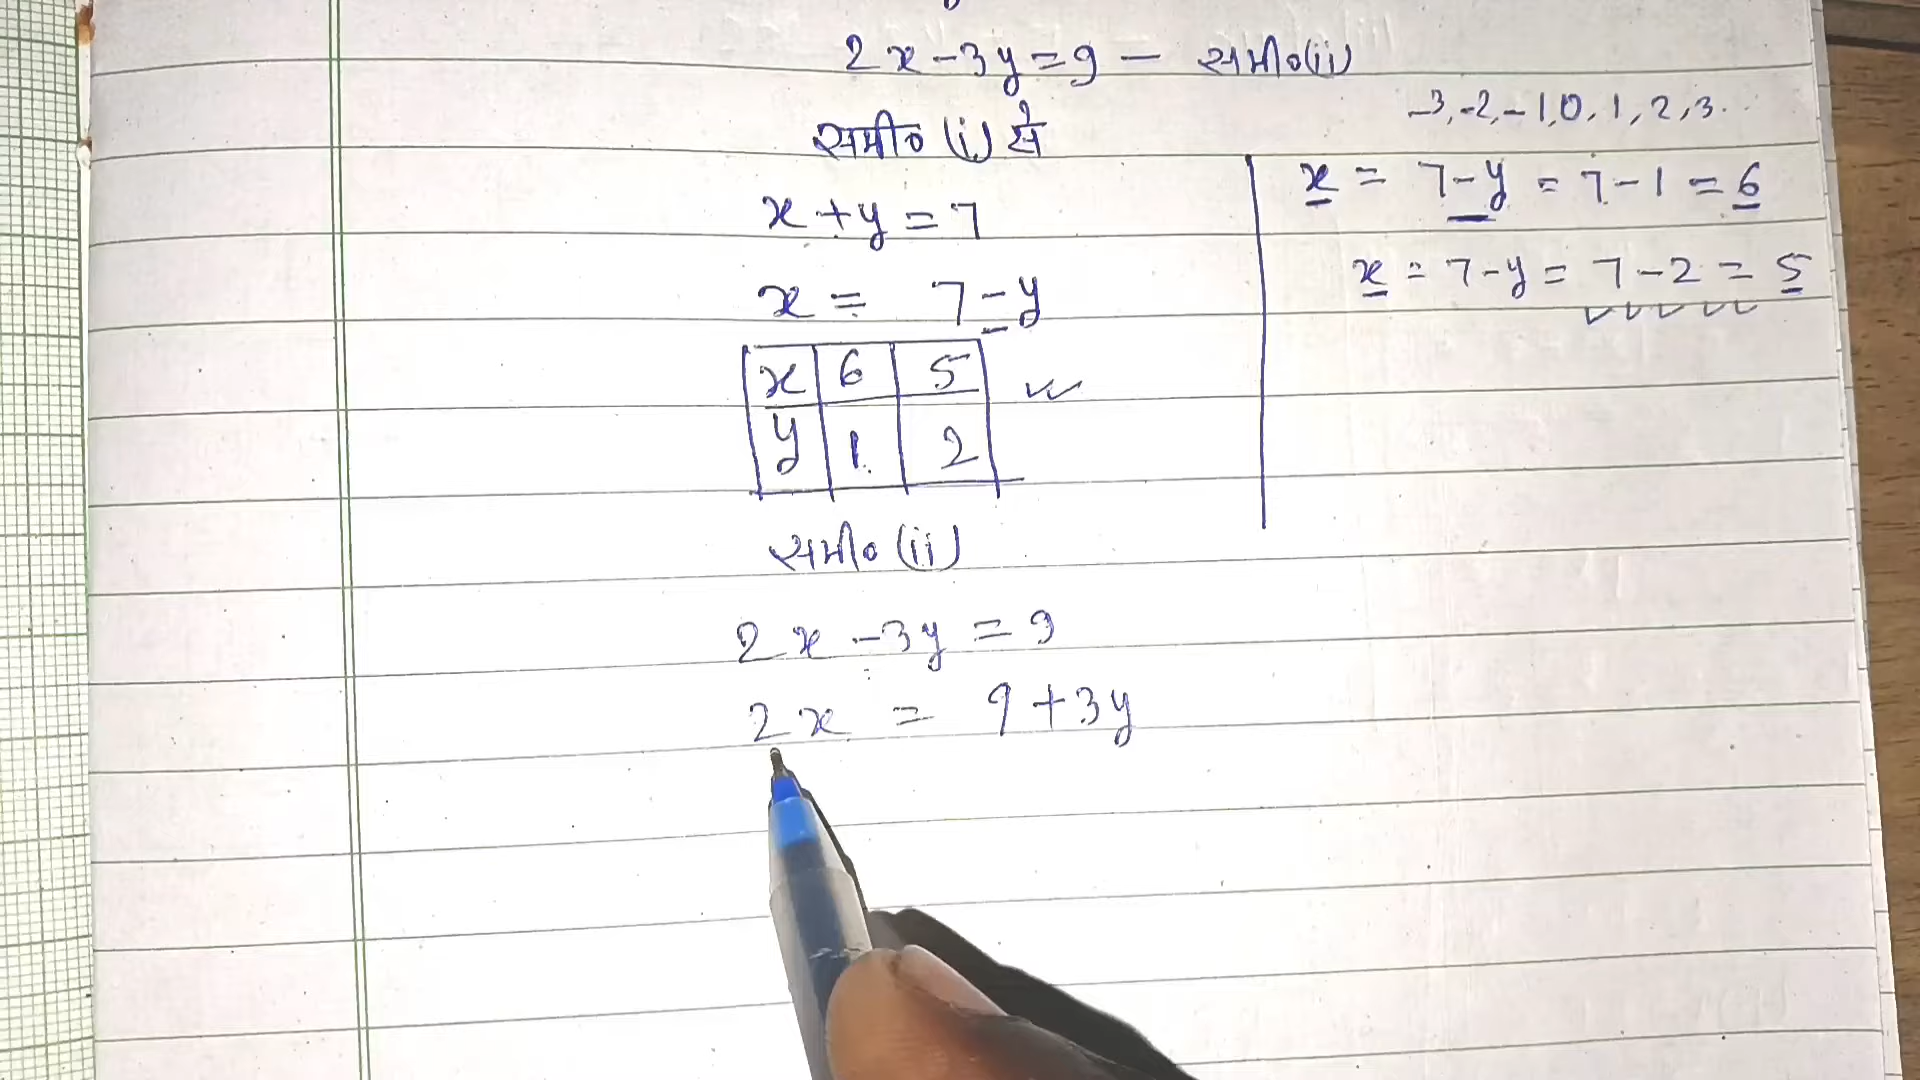 2x - 3y = 9 — समी० (ii)
समी० (i) से
x + y = 7
x = 7 - y
x 6 5
y 1 2
-3, -2, -1, 0, 1, 2, 3..
x = 7 - y = 7 - 1 = 6
x = 7 - y = 7 - 2 = 5
समी० (ii)
2x - 3y = 9
2x = 9 + 3y